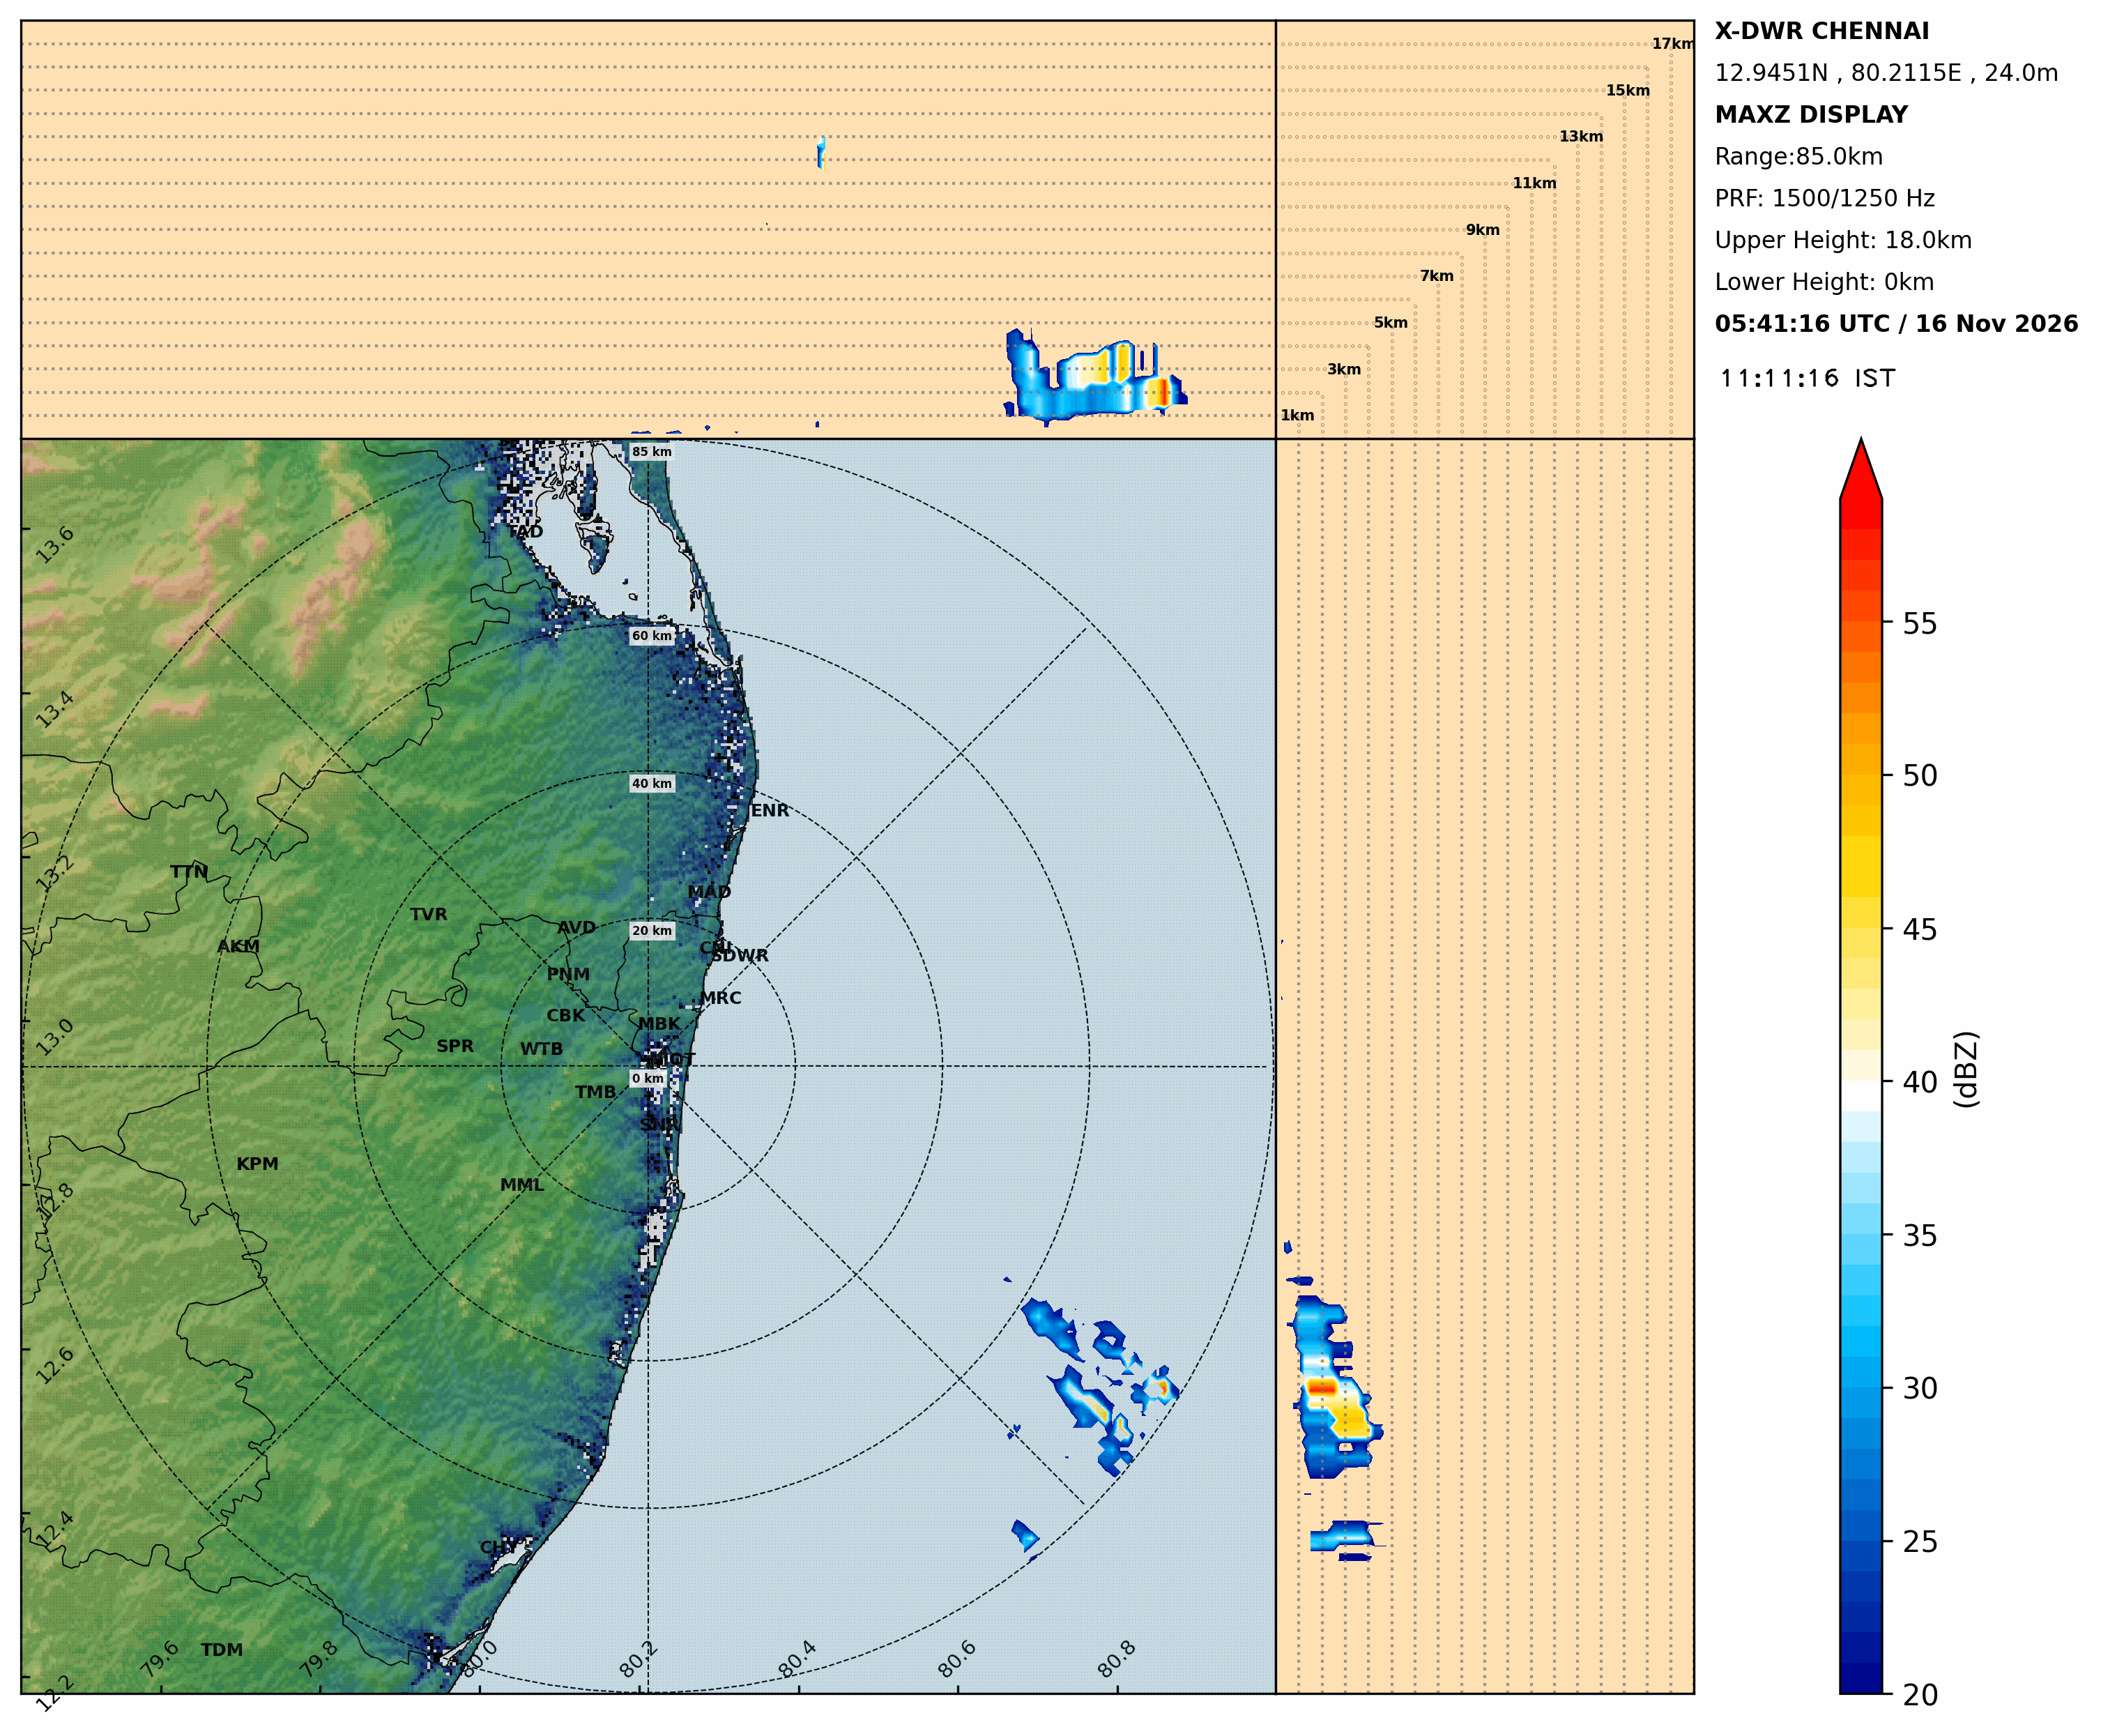 X-DWR CHENNAI
12.9451N , 80.2115E , 24.0m
MAXZ DISPLAY
Range:85.0km
PRF: 1500/1250 Hz
Upper Height: 18.0km
Lower Height: 0km
05:41:16 UTC / 16 Nov 2026
11:11:16 IST
17km
15km
13km
11km
9km
7km
5km
3km
1km
85 km
TAD
13.6
60 km
13.4
40 km
ENR
13.2
TTN
MAD
TVR
AVD
20 km
AKM
SDWR
PNM
MRC
CBK
MBK
13.0
SPR
WTB
0 km
TMB
SNR
KPM
MML
12.8
12.6
12.4
CHY
TDM
12.2
79.6
79.8
80.0
80.2
80.4
80.6
80.8
55
50
45
40
35
30
25
20
(dBZ)